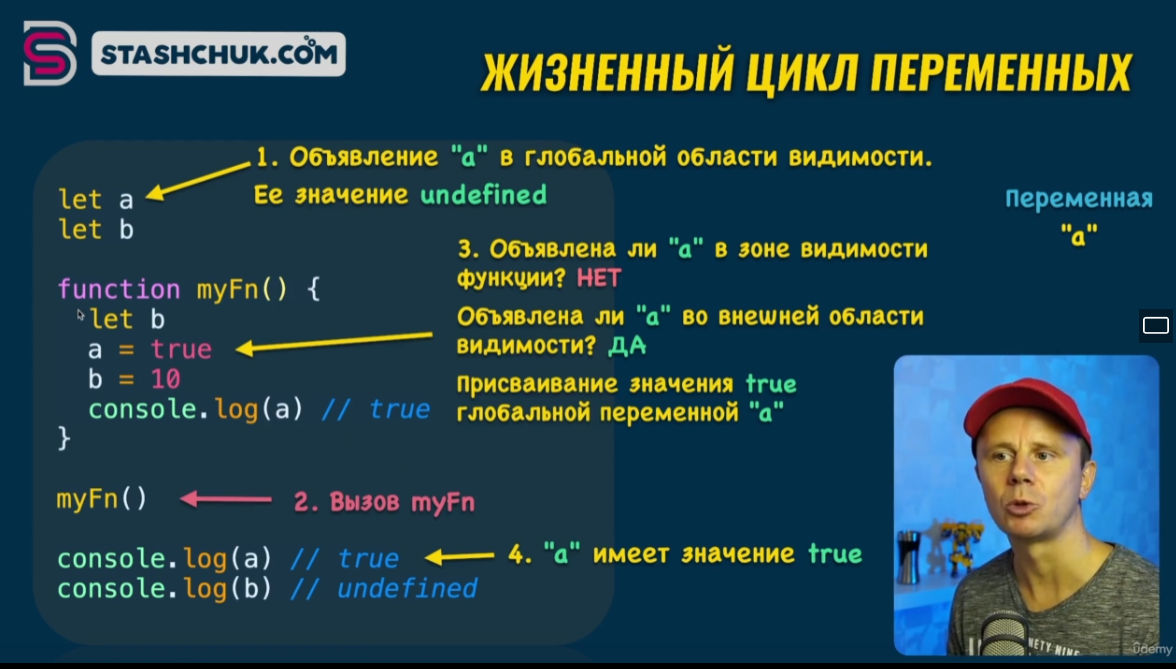 STASHCHUK.COM
ЖИЗНЕННЫЙ ЦИКЛ ПЕРЕМЕННЫХ
1. Объявление "a" в глобальной области видимости.
Ее значение undefined
Переменная
"a"
let a
let b
3. Объявлена ли "a" в зоне видимости
функции? НЕТ
function myFn() {
let b
Объявлена ли "a" во внешней области
видимости? ДА
a = true
b = 10
Присваивание значения true
глобальной переменной "a"
console.log(a) // true
}
myFn()
2. Вызов myFn
console.log(a) // true
4. "a" имеет значение true
console.log(b) // undefined
ûdemy